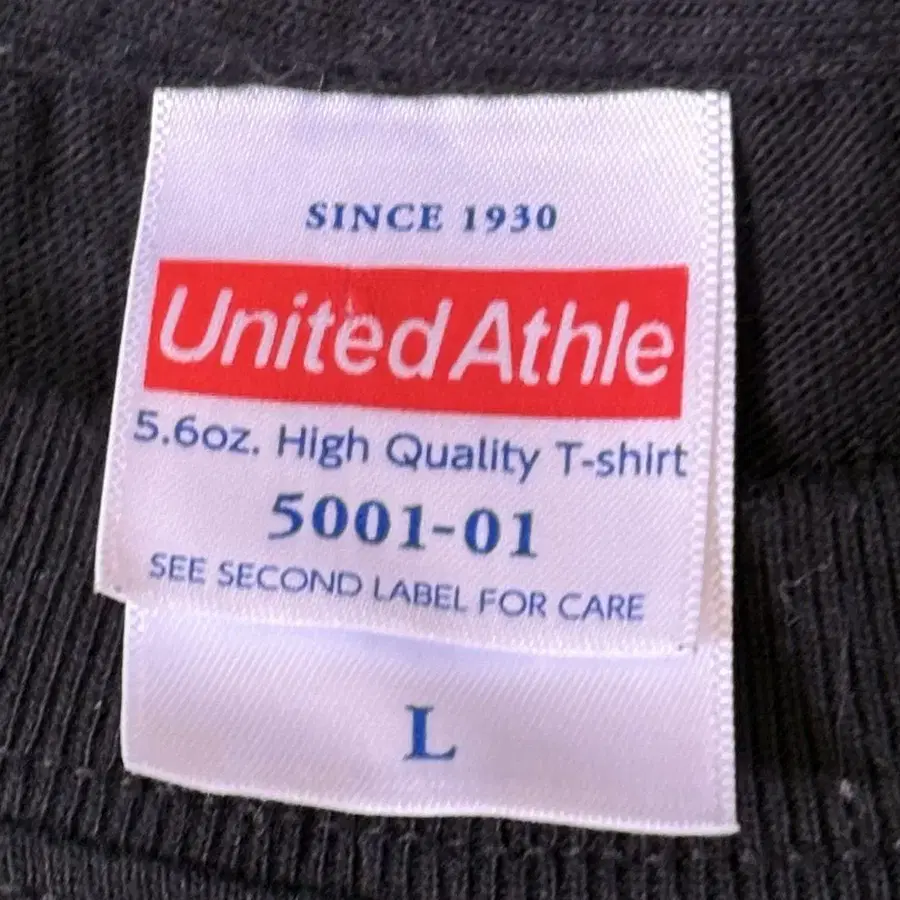 SINCE 1930
United Athle
5.6oz. High Quality T-shirt
5001-01
SEE SECOND LABEL FOR CARE
L